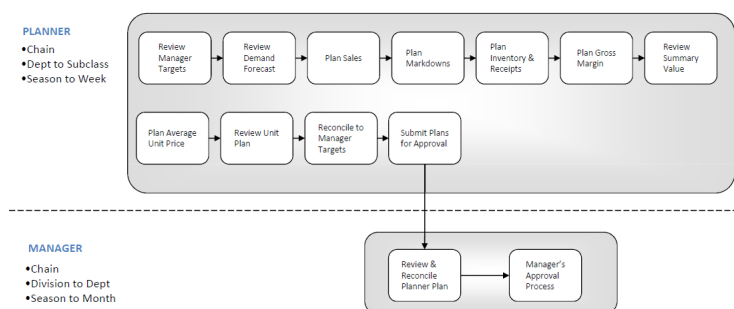 PLANNER
•Chain
•Dept to Subclass
•Season to Week
Review
Manager
Targets
Review
Demand
Forecast
Plan Sales
Plan
Markdowns
Plan
Inventory &
Receipts
Plan Gross
Margin
Review
Summary
Value
Plan Average
Unit Price
Review Unit
Plan
Reconcile to
Manager
Targets
Submit Plans
for Approval
MANAGER
•Chain
•Division to Dept
•Season to Month
Review &
Reconcile
Planner Plan
Manager's
Approval
Process